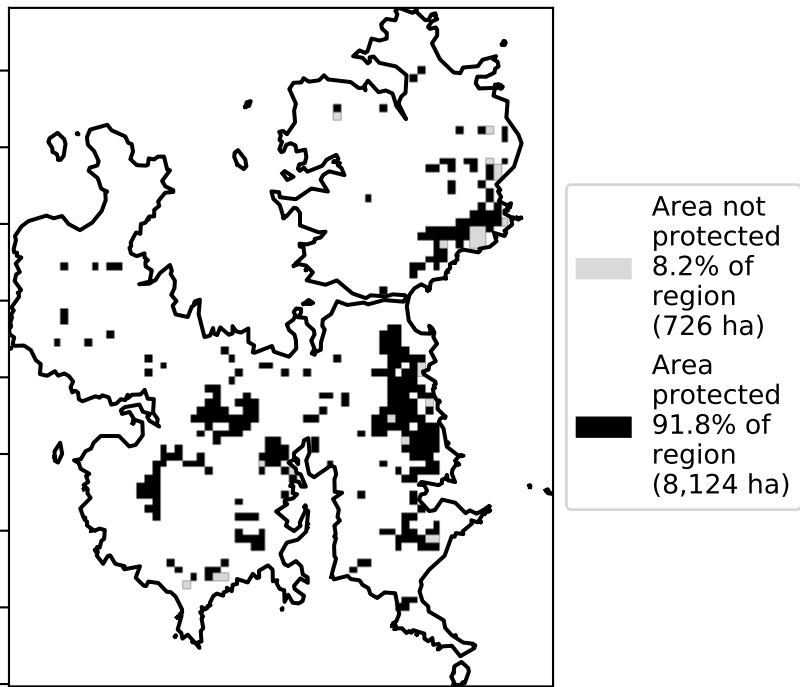 Area not
protected
8.2% of
region
(726 ha)
Area
protected
91.8% of
region
(8,124 ha)